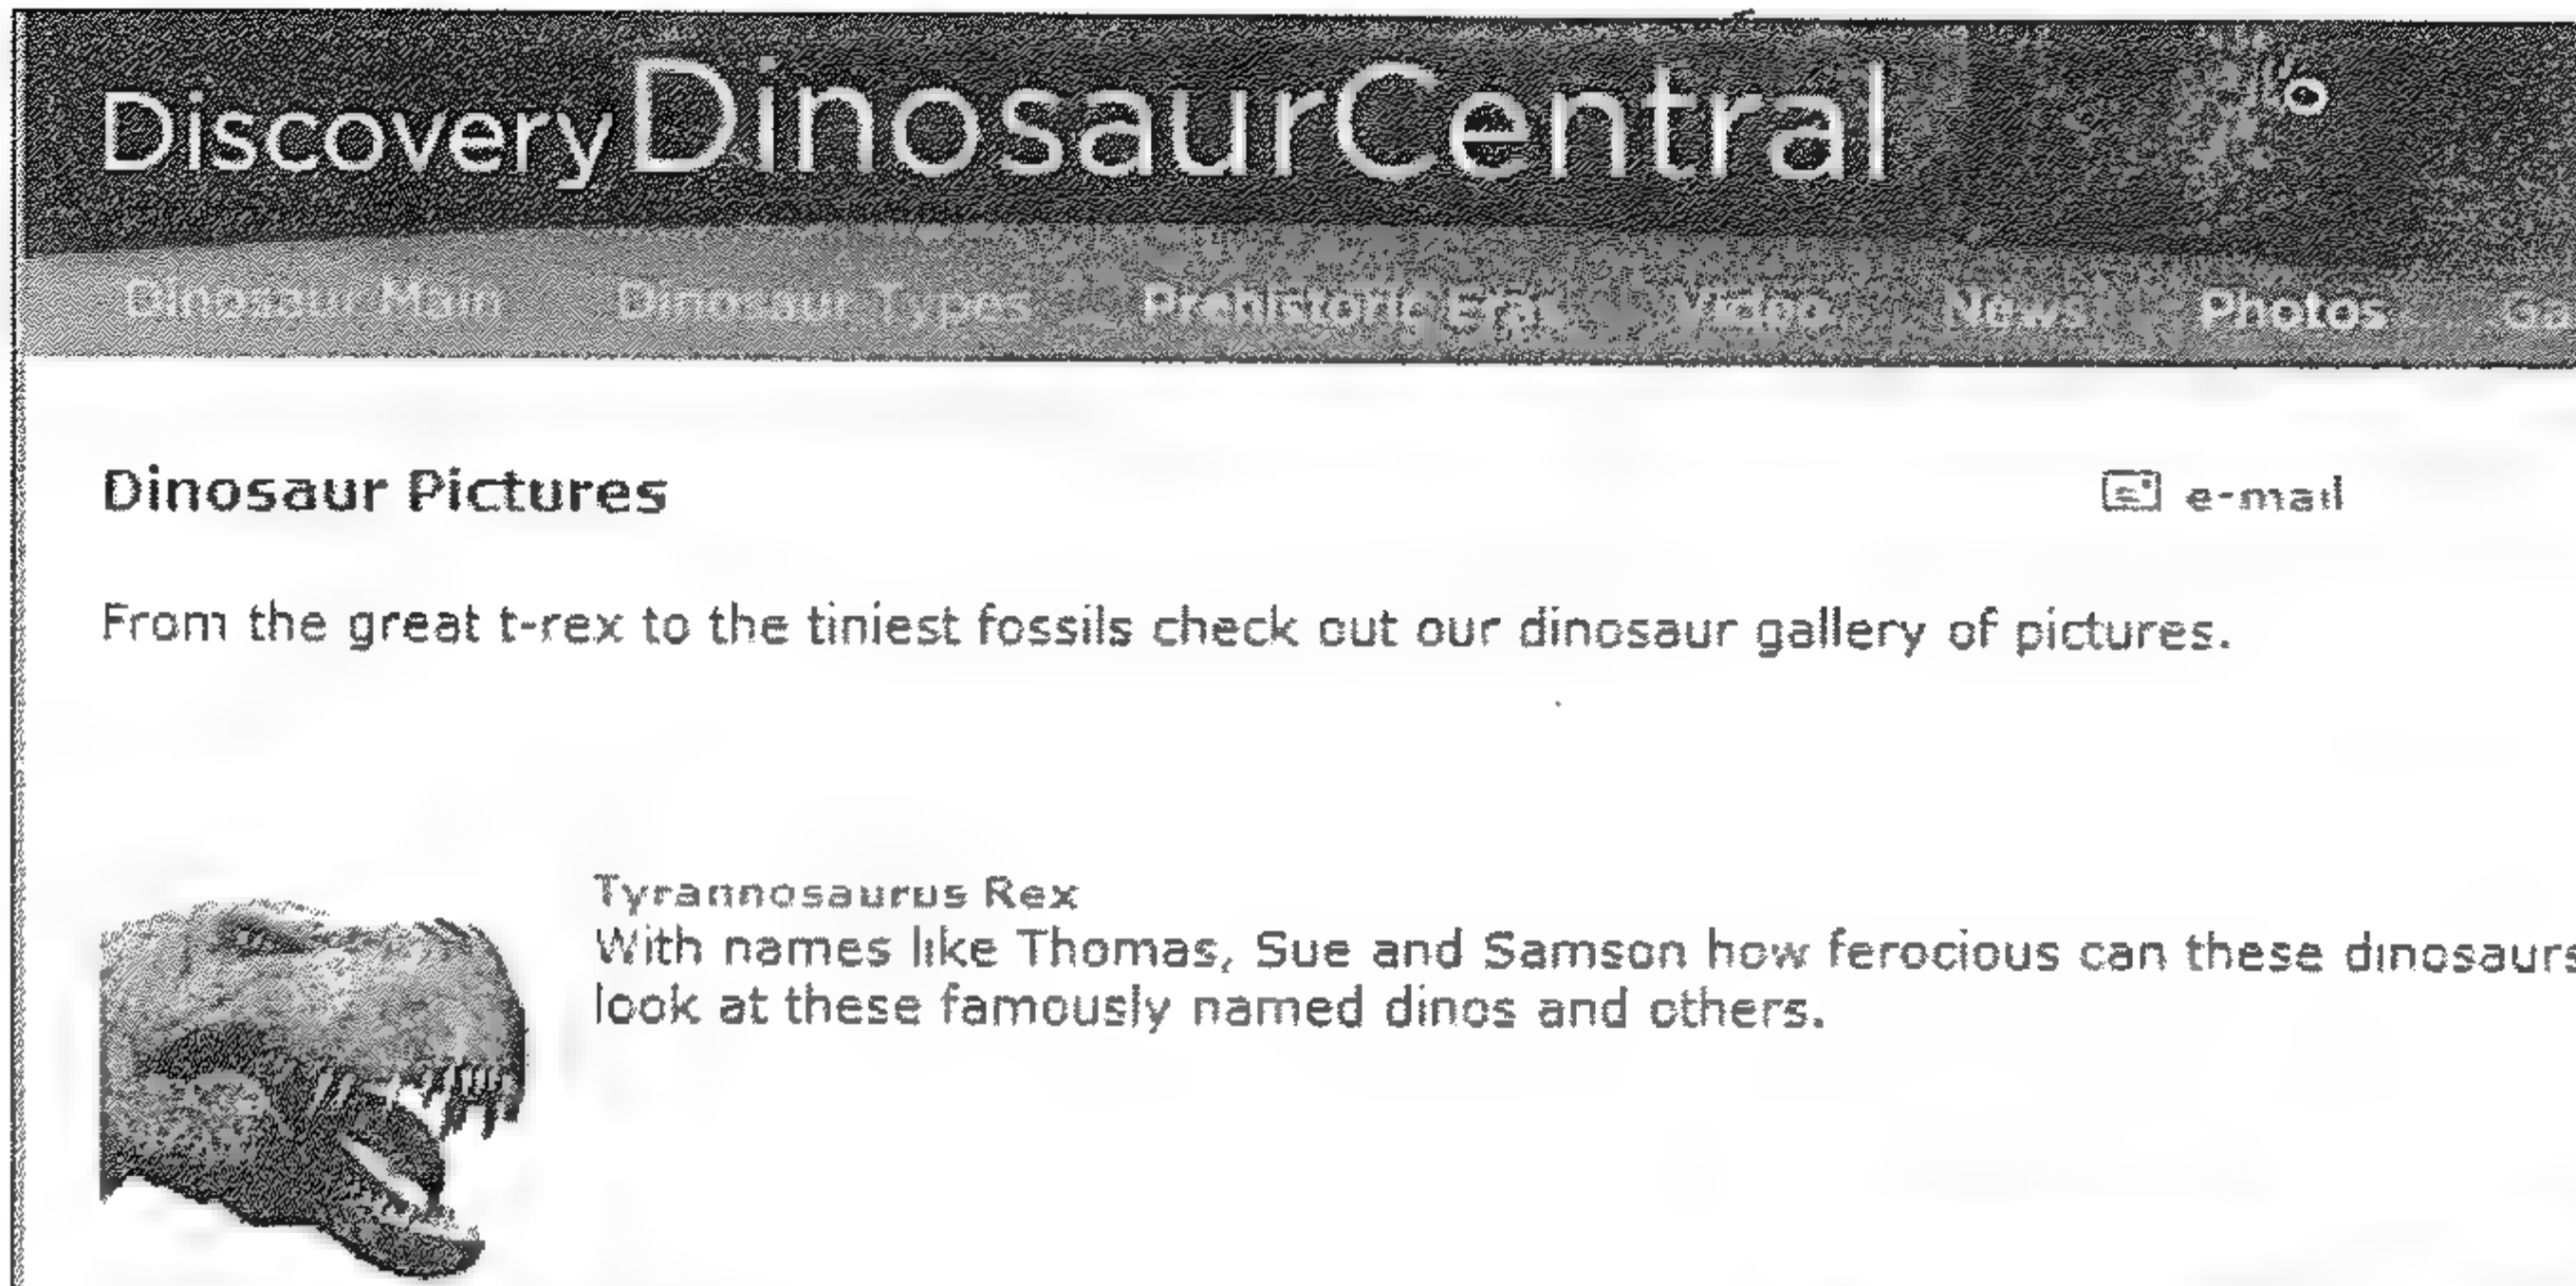 Discovery DinosaurCentral
Dinosaur Main Dinosaur Types Prehistoric Eras Video News Photos
Dinosaur Pictures
e-mail
From the great t-rex to the tiniest fossils check out our dinosaur gallery of pictures.
Tyrannosaurus Rex
With names like Thomas, Sue and Samson how ferocious can these dinosaurs
look at these famously named dinos and others.